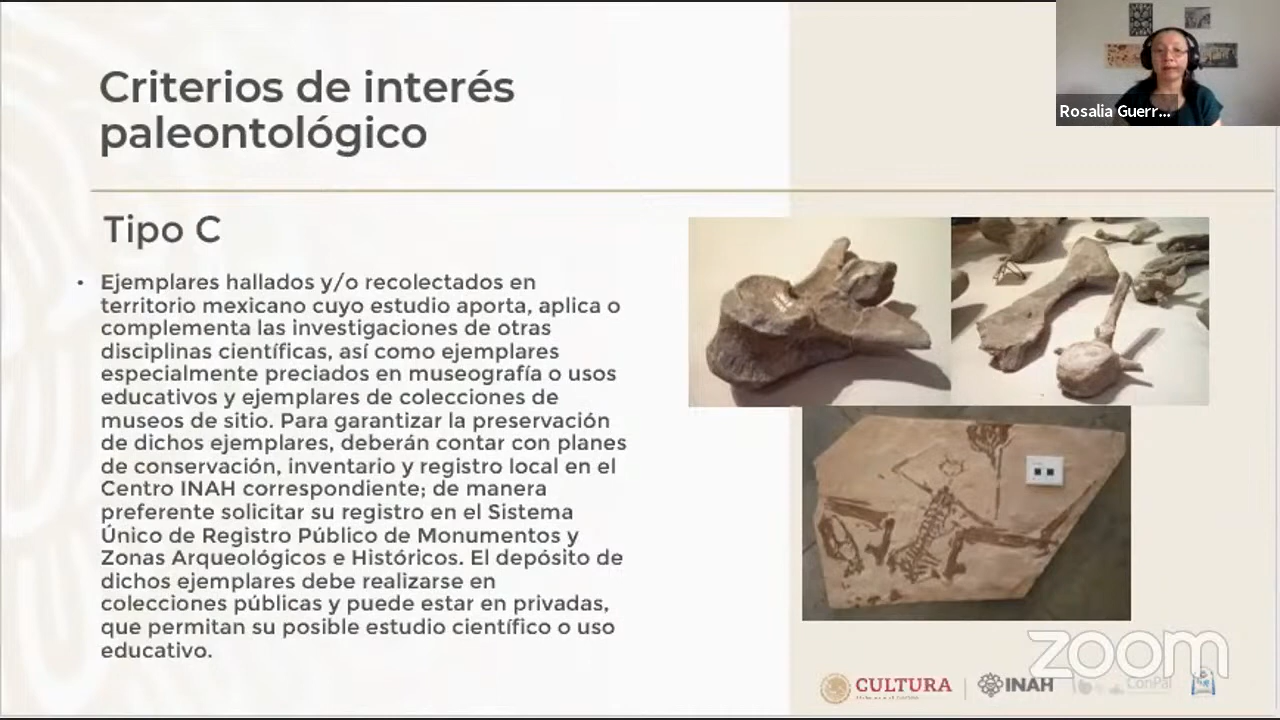 Criterios de interés
paleontológico
Rosalia Guerr...
Tipo C
• Ejemplares hallados y/o recolectados en
territorio mexicano cuyo estudio aporta, aplica o
complementa las investigaciones de otras
disciplinas científicas, así como ejemplares
especialmente preciados en museografía o usos
educativos y ejemplares de colecciones de
museos de sitio. Para garantizar la preservación
de dichos ejemplares, deberán contar con planes
de conservación, inventario y registro local en el
Centro INAH correspondiente; de manera
preferente solicitar su registro en el Sistema
Único de Registro Público de Monumentos y
Zonas Arqueológicos e Históricos. El depósito de
dichos ejemplares debe realizarse en
colecciones públicas y puede estar en privadas,
que permitan su posible estudio científico o uso
educativo.
zoom
CULTURA
INAH
ConPal